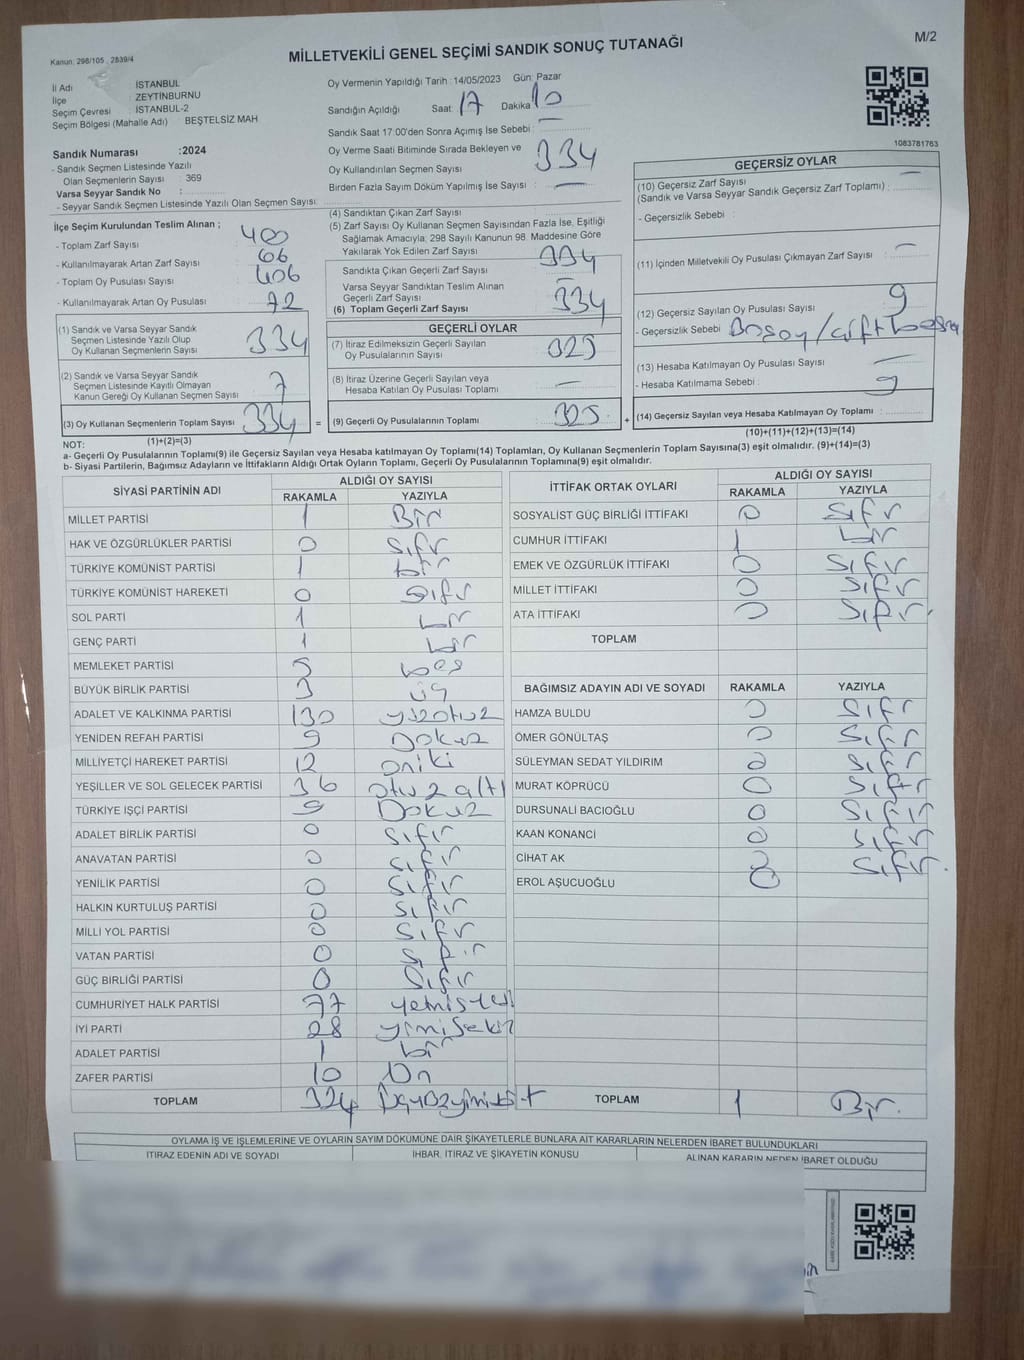 Kanun: 298/105 , 2839/4
MİLLETVEKİLİ GENEL SEÇİMİ SANDIK SONUÇ TUTANAĞI
M/2
İl Adı : İSTANBUL
İlçe : ZEYTİNBURNU
Seçim Çevresi : İSTANBUL-2
Seçim Bölgesi (Mahalle Adı) : BEŞTELSİZ MAH
Sandık Numarası :2024
- Sandık Seçmen Listesinde Yazılı
Olan Seçmenlerin Sayısı : 369
Varsa Seyyar Sandık No :
- Seyyar Sandık Seçmen Listesinde Yazılı Olan Seçmen Sayısı:
Oy Vermenin Yapıldığı Tarih : 14/05/2023 Gün: Pazar
Sandığın Açıldığı Saat: 17 Dakika 10
Sandık Saat 17:00'den Sonra Açımış İse Sebebi : —
Oy Verme Saati Bitiminde Sırada Bekleyen ve
Oy Kullandırılan Seçmen Sayısı : 334
Birden Fazla Sayım Döküm Yapılmış İse Sayısı : —
1083781763
İlçe Seçim Kurulundan Teslim Alınan ;
- Toplam Zarf Sayısı : 400
- Kullanılmayarak Artan Zarf Sayısı : 66
- Toplam Oy Pusulası Sayısı : 406
- Kullanılmayarak Artan Oy Pusulası : 72
(1) Sandık ve Varsa Seyyar Sandık
Seçmen Listesinde Yazılı Olup
Oy Kullanan Seçmenlerin Sayısı : 334
(2) Sandık ve Varsa Seyyar Sandık
Seçmen Listesinde Kayıtlı Olmayan
Kanun Gereği Oy Kullanan Seçmen Sayısı :
(3) Oy Kullanan Seçmenlerin Toplam Sayısı : 334
(4) Sandıktan Çıkan Zarf Sayısı :
(5) Zarf Sayısı Oy Kullanan Seçmen Sayısından Fazla İse, Eşitliği
Sağlamak Amacıyla, 298 Sayılı Kanunun 98. Maddesine Göre
Yakılarak Yok Edilen Zarf Sayısı :
Sandıkta Çıkan Geçerli Zarf Sayısı : 334
Varsa Seyyar Sandıktan Teslim Alınan
Geçerli Zarf Sayısı : —
(6) Toplam Geçerli Zarf Sayısı : 334
GEÇERLİ OYLAR
(7) İtiraz Edilmeksizin Geçerli Sayılan
Oy Pusulalarının Sayısı : 325
(8) İtiraz Üzerine Geçerli Sayılan veya
Hesaba Katılan Oy Pusulası Toplamı : —
= (9) Geçerli Oy Pusulalarının Toplamı : 325 +
GEÇERSİZ OYLAR
(10) Geçersiz Zarf Sayısı : —
(Sandık ve Varsa Seyyar Sandık Geçersiz Zarf Toplamı) :
- Geçersizlik Sebebi :
(11) İçinden Milletvekili Oy Pusulası Çıkmayan Zarf Sayısı : —
(12) Geçersiz Sayılan Oy Pusulası Sayısı : 9
- Geçersizlik Sebebi :
(13) Hesaba Katılmayan Oy Pusulası Sayısı : —
- Hesaba Katılmama Sebebi : 9
(14) Geçersiz Sayılan veya Hesaba Katılmayan Oy Toplamı :
(1)+(2)=(3)
(10)+(11)+(12)+(13)=(14)
NOT:
a- Geçerli Oy Pusulalarının Toplamı(9) ile Geçersiz Sayılan veya Hesaba katılmayan Oy Toplamı(14) Toplamları, Oy Kullanan Seçmenlerin Toplam Sayısına(3) eşit olmalıdır. (9)+(14)=(3)
b- Siyasi Partilerin, Bağımsız Adayların ve İttifakların Aldığı Ortak Oyların Toplamı, Geçerli Oy Pusulalarının Toplamına(9) eşit olmalıdır.
SİYASİ PARTİNİN ADI ALDIĞI OY SAYISI
RAKAMLA YAZIYLA
MİLLET PARTİSİ 1 Bir
HAK VE ÖZGÜRLÜKLER PARTİSİ 0 sıfır
TÜRKİYE KOMÜNİST PARTİSİ 1 bir
TÜRKİYE KOMÜNİST HAREKETİ 0 sıfır
SOL PARTİ 1 bir
GENÇ PARTİ 1 bir
MEMLEKET PARTİSİ 5 beş
BÜYÜK BİRLİK PARTİSİ 3 üç
ADALET VE KALKINMA PARTİSİ 130 yüzotuz
YENİDEN REFAH PARTİSİ 9 Dokuz
MİLLİYETÇİ HAREKET PARTİSİ 12 oniki
YEŞİLLER VE SOL GELECEK PARTİSİ 36 otuz altı
TÜRKİYE İŞÇİ PARTİSİ 9 Dokuz
ADALET BİRLİK PARTİSİ 0 sıfır
ANAVATAN PARTİSİ 0 sıfır
YENİLİK PARTİSİ 0 sıfır
HALKIN KURTULUŞ PARTİSİ 0 sıfır
MİLLİ YOL PARTİSİ 0 sıfır
VATAN PARTİSİ 0 sıfır
GÜÇ BİRLİĞİ PARTİSİ 0 sıfır
CUMHURİYET HALK PARTİSİ 77
İYİ PARTİ 28
ADALET PARTİSİ 1 bir
ZAFER PARTİSİ 10 On
TOPLAM 324
İTTİFAK ORTAK OYLARI ALDIĞI OY SAYISI
RAKAMLA YAZIYLA
SOSYALİST GÜÇ BİRLİĞİ İTTİFAKI 0 sıfır
CUMHUR İTTİFAKI 1 bir
EMEK VE ÖZGÜRLÜK İTTİFAKI 0 sıfır
MİLLET İTTİFAKI 0 sıfır
ATA İTTİFAKI 0 sıfır
TOPLAM
BAĞIMSIZ ADAYIN ADI VE SOYADI RAKAMLA YAZIYLA
HAMZA BULDU 0 sıfır
ÖMER GÖNÜLTAŞ 0 sıfır
SÜLEYMAN SEDAT YILDIRIM 0 sıfır
MURAT KÖPRÜCÜ 0 sıfır
DURSUNALİ BACIOĞLU 0 sıfır
KAAN KONANCİ 0 sıfır
CİHAT AK 0 sıfır
EROL AŞUCUOĞLU 0
TOPLAM 1 Bir.
OYLAMA İŞ VE İŞLEMLERİNE VE OYLARIN SAYIM DÖKÜMÜNE DAİR ŞİKAYETLERLE BUNLARA AİT KARARLARIN NELERDEN İBARET BULUNDUKLARI
İTİRAZ EDENİN ADI VE SOYADI İHBAR, İTİRAZ VE ŞİKAYETİN KONUSU ALINAN KARARIN NEDEN İBARET OLDUĞU